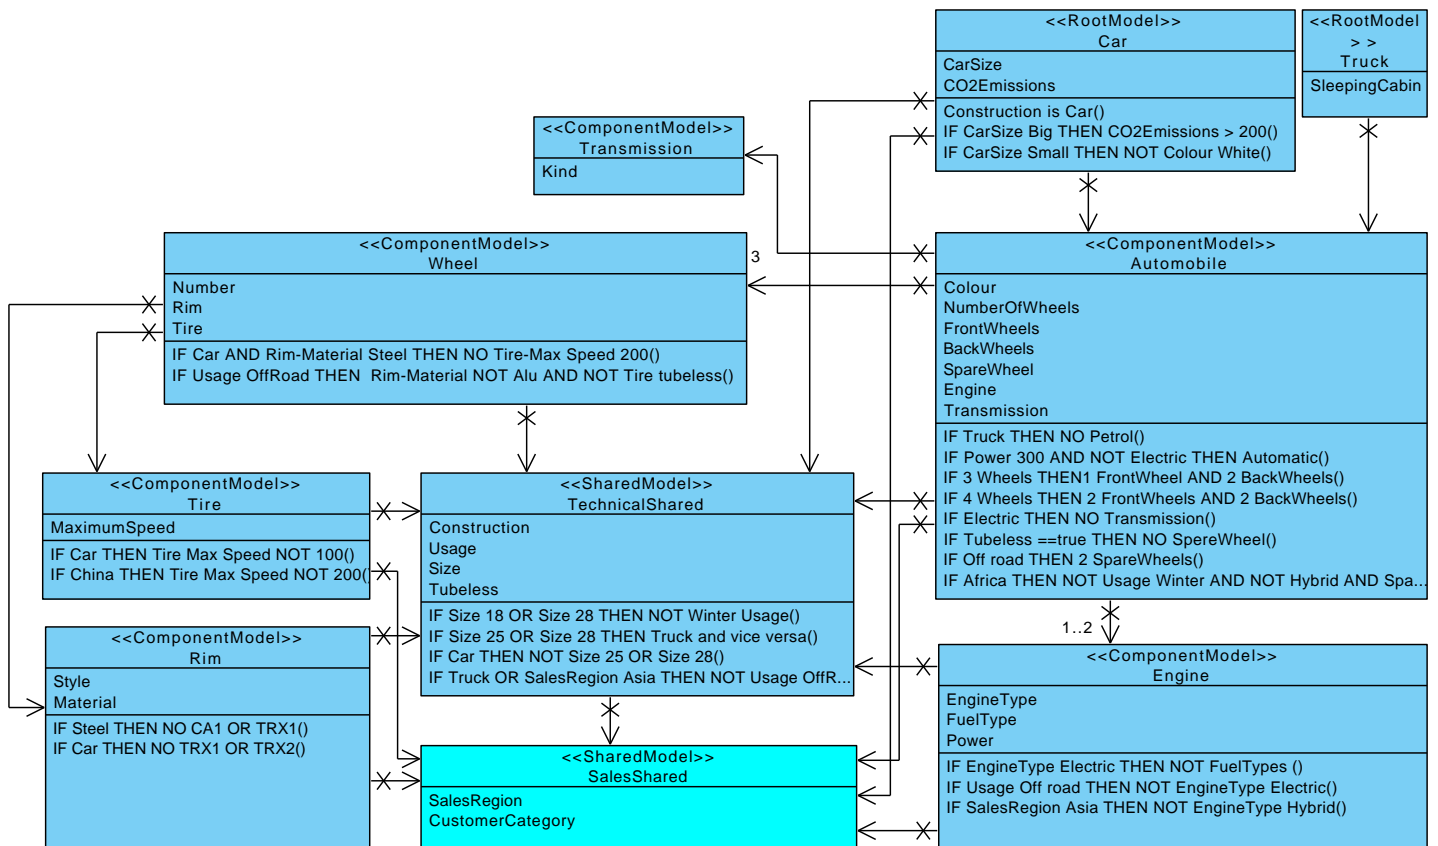 <<RootModel>>
Car
CarSize
CO2Emissions
Construction is Car()
IF CarSize Big THEN CO2Emissions > 200()
IF CarSize Small THEN NOT Colour White()
<<RootModel
> >
Truck
SleepingCabin
<<ComponentModel>>
Transmission
Kind
<<ComponentModel>>
Wheel
Number
Rim
Tire
IF Car AND Rim-Material Steel THEN NO Tire-Max Speed 200()
IF Usage OffRoad THEN  Rim-Material NOT Alu AND NOT Tire tubeless()
3
<<ComponentModel>>
Automobile
Colour
NumberOfWheels
FrontWheels
BackWheels
SpareWheel
Engine
Transmission
IF Truck THEN NO Petrol()
IF Power 300 AND NOT Electric THEN Automatic()
IF 3 Wheels THEN1 FrontWheel AND 2 BackWheels()
IF 4 Wheels THEN 2 FrontWheels AND 2 BackWheels()
IF Electric THEN NO Transmission()
IF Tubeless ==true THEN NO SpereWheel()
IF Off road THEN 2 SpareWheels()
IF Africa THEN NOT Usage Winter AND NOT Hybrid AND Spa...
<<ComponentModel>>
Tire
MaximumSpeed
IF Car THEN Tire Max Speed NOT 100()
IF China THEN Tire Max Speed NOT 200()
<<SharedModel>>
TechnicalShared
Construction
Usage
Size
Tubeless
IF Size 18 OR Size 28 THEN NOT Winter Usage()
IF Size 25 OR Size 28 THEN Truck and vice versa()
IF Car THEN NOT Size 25 OR Size 28()
IF Truck OR SalesRegion Asia THEN NOT Usage OffR...
<<ComponentModel>>
Rim
Style
Material
IF Steel THEN NO CA1 OR TRX1()
IF Car THEN NO TRX1 OR TRX2()
1..2
<<ComponentModel>>
Engine
EngineType
FuelType
Power
IF EngineType Electric THEN NOT FuelTypes ()
IF Usage Off road THEN NOT EngineType Electric()
IF SalesRegion Asia THEN NOT EngineType Hybrid()
<<SharedModel>>
SalesShared
SalesRegion
CustomerCategory